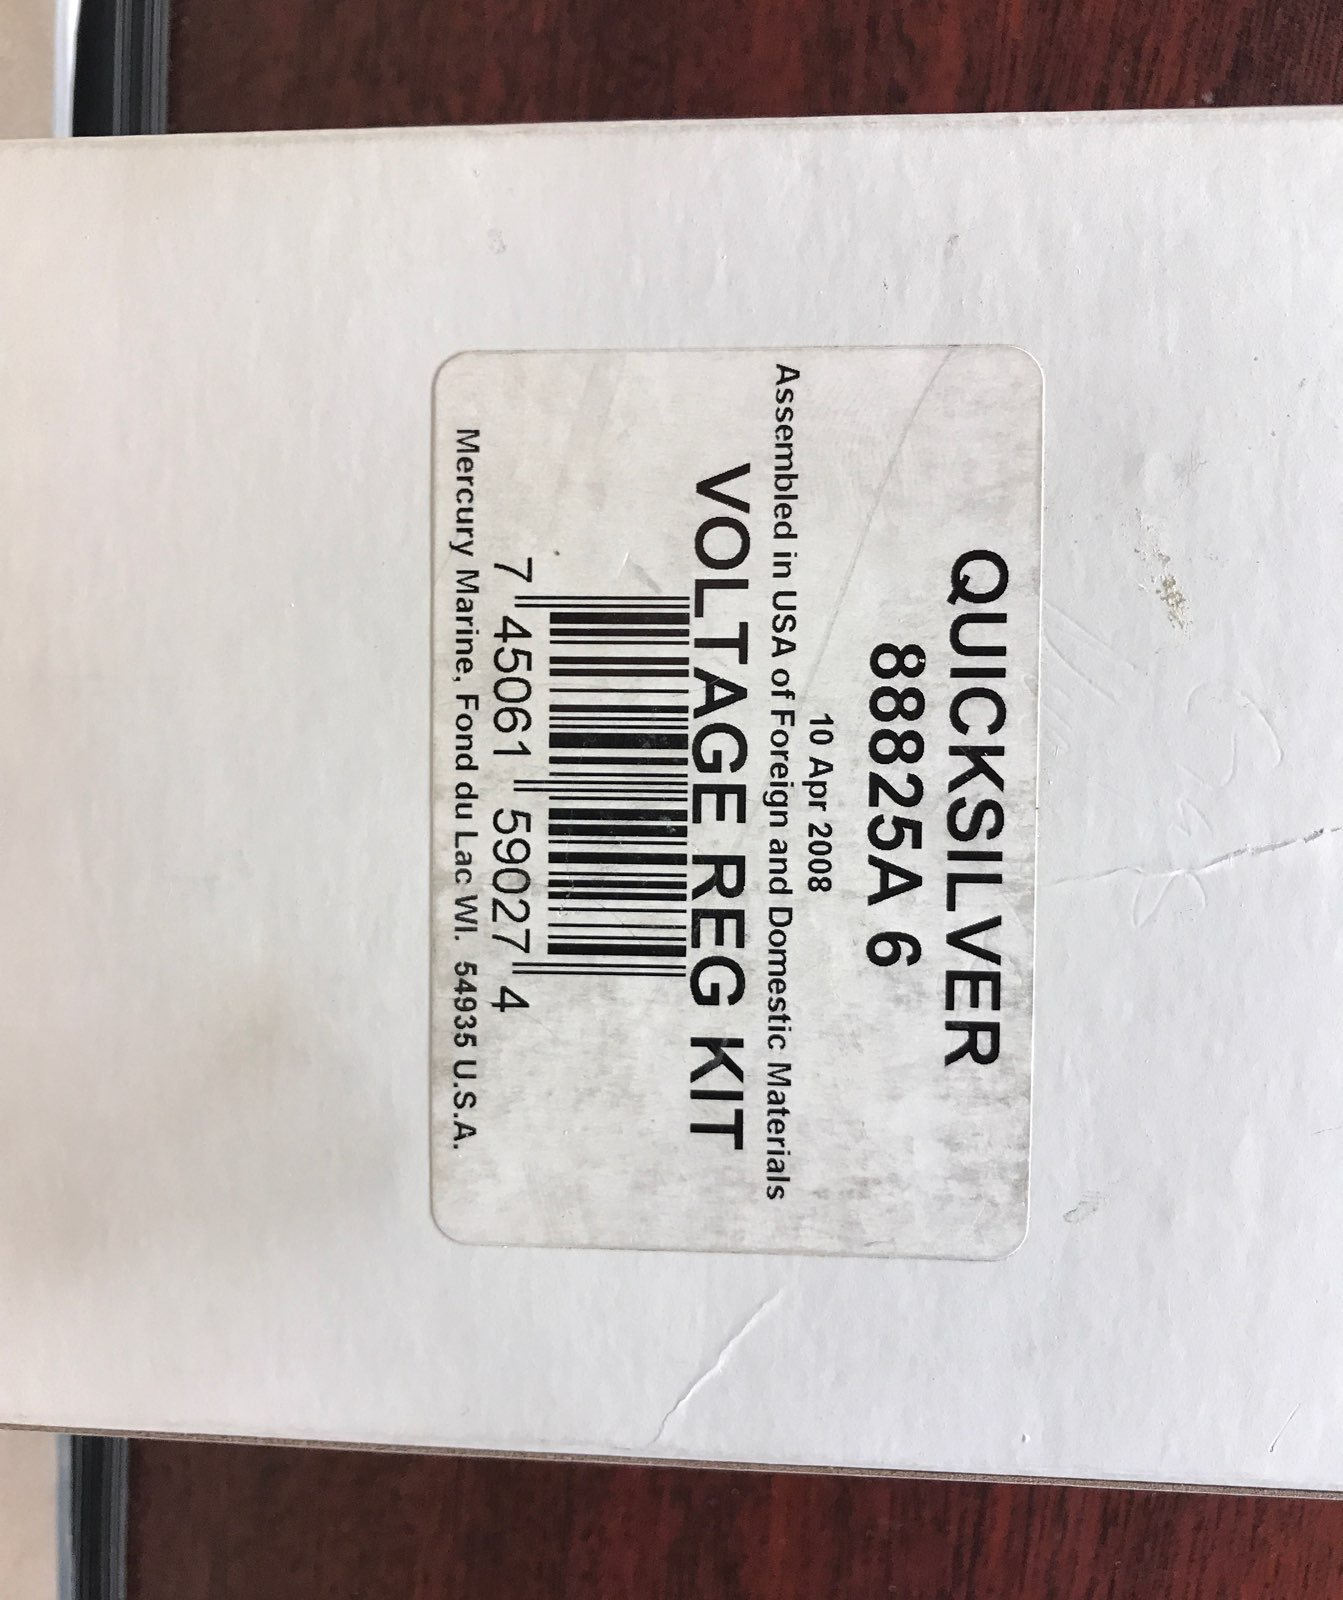 QUICKSILVER
88825A 6
10 Apr 2008
Assembled in USA of Foreign and Domestic Materials
VOLTAGE REG KIT
7 45061 59027 4
Mercury Marine, Fond du Lac WI. 54935 U.S.A.